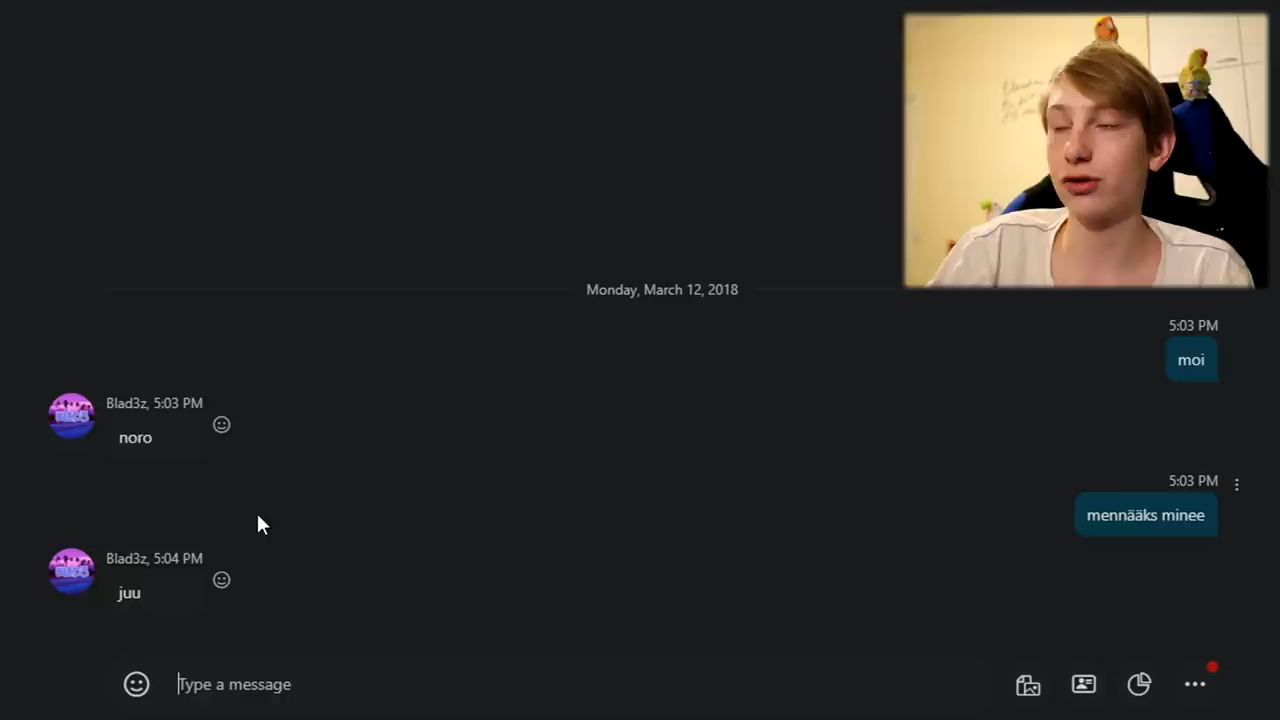 Monday, March 12, 2018
5:03 PM
moi
Blad3z, 5:03 PM
noro
5:03 PM
mennääks minee
Blad3z, 5:04 PM
juu
Type a message